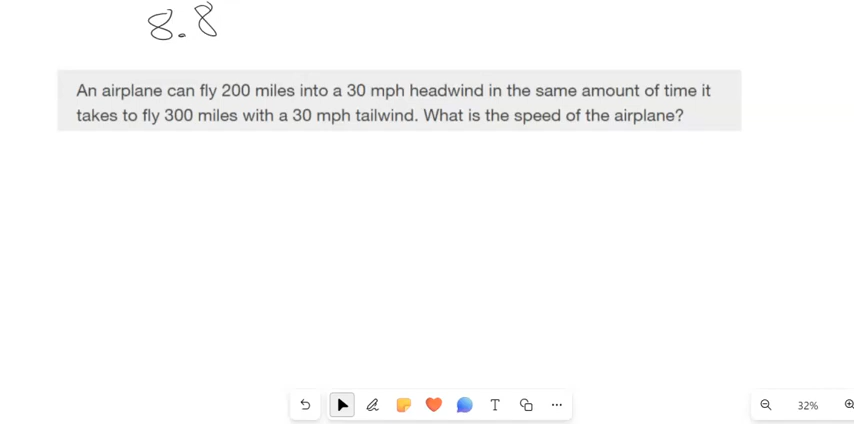 8.8
An airplane can fly 200 miles into a 30 mph headwind in the same amount of time it
takes to fly 300 miles with a 30 mph tailwind. What is the speed of the airplane?
T
32%